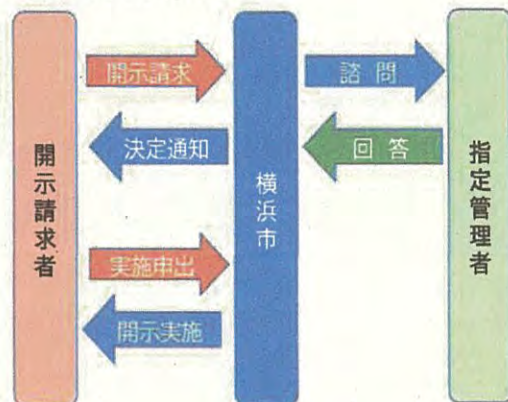 開示請求者
開示請求
決定通知
実施申出
開示実施
横浜市
諮問
回答
指定管理者